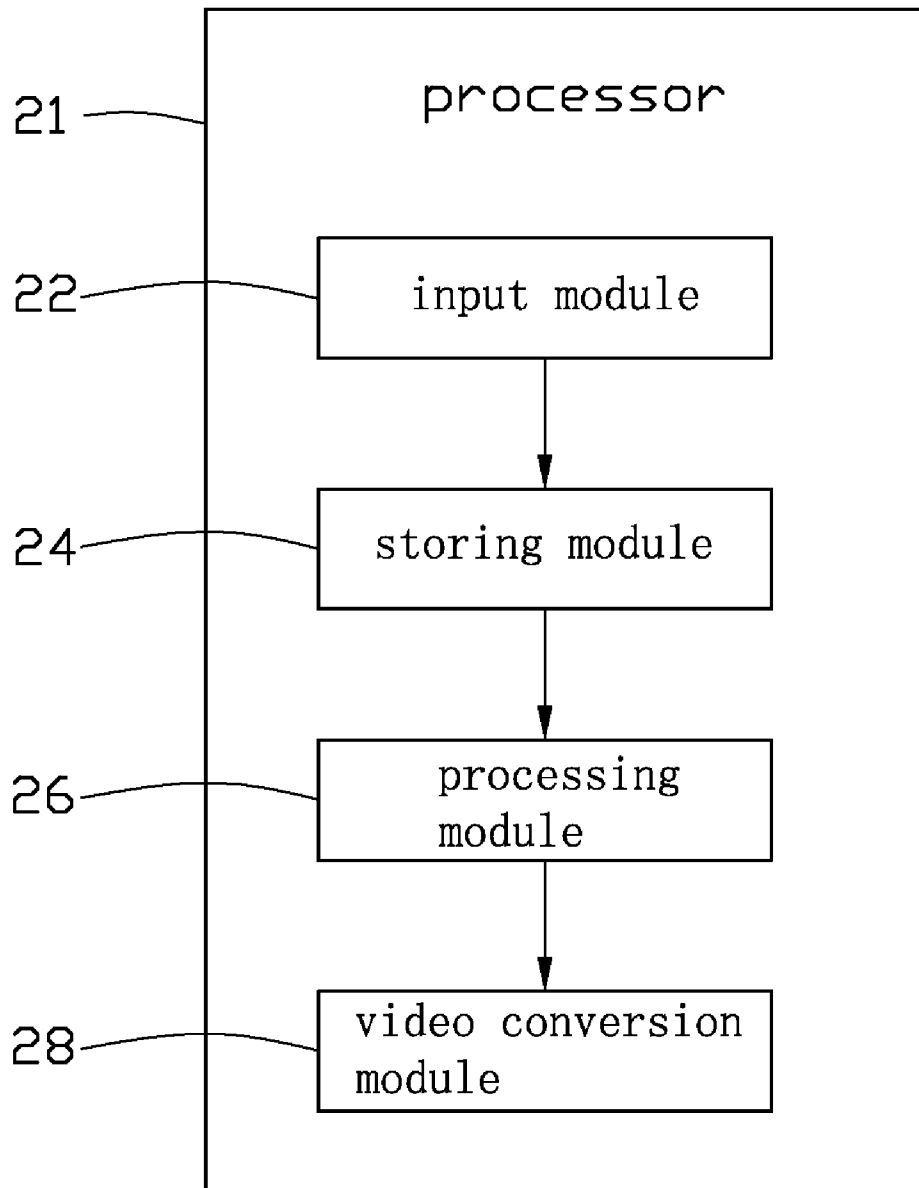 processor
21
22
input module
24
storing module
26
processing
module
28
video conversion
module